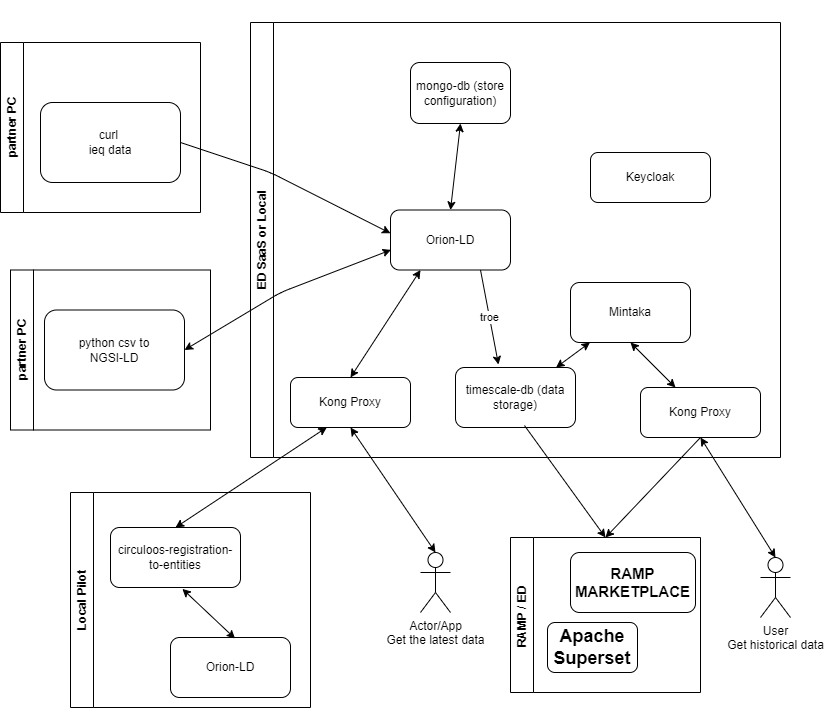 partner PC
curl
ieq data
partner PC
python csv to
NGSI-LD
ED SaaS or Local
mongo-db (store
configuration)
Keycloak
Orion-LD
troe
Mintaka
Kong Proxy
timescale-db (data
storage)
Kong Proxy
Local Pilot
circuloos-registration-
to-entities
Orion-LD
Actor/App
Get the latest data
RAMP / ED
RAMP
MARKETPLACE
Apache
Superset
User
Get historical data